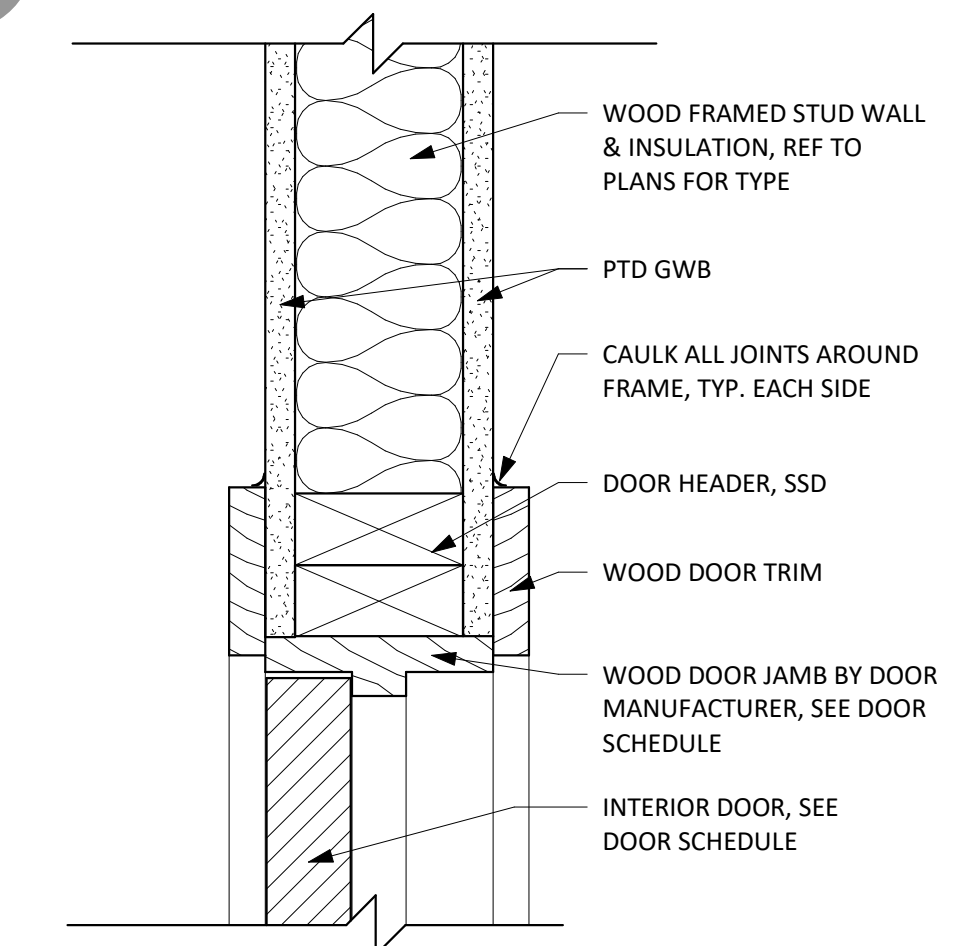 WOOD FRAMED STUD WALL
& INSULATION, REF TO
PLANS FOR TYPE
PTD GWB
CAULK ALL JOINTS AROUND
FRAME, TYP. EACH SIDE
DOOR HEADER, SSD
WOOD DOOR TRIM
WOOD DOOR JAMB BY DOOR
MANUFACTURER, SEE DOOR
SCHEDULE
INTERIOR DOOR, SEE
DOOR SCHEDULE